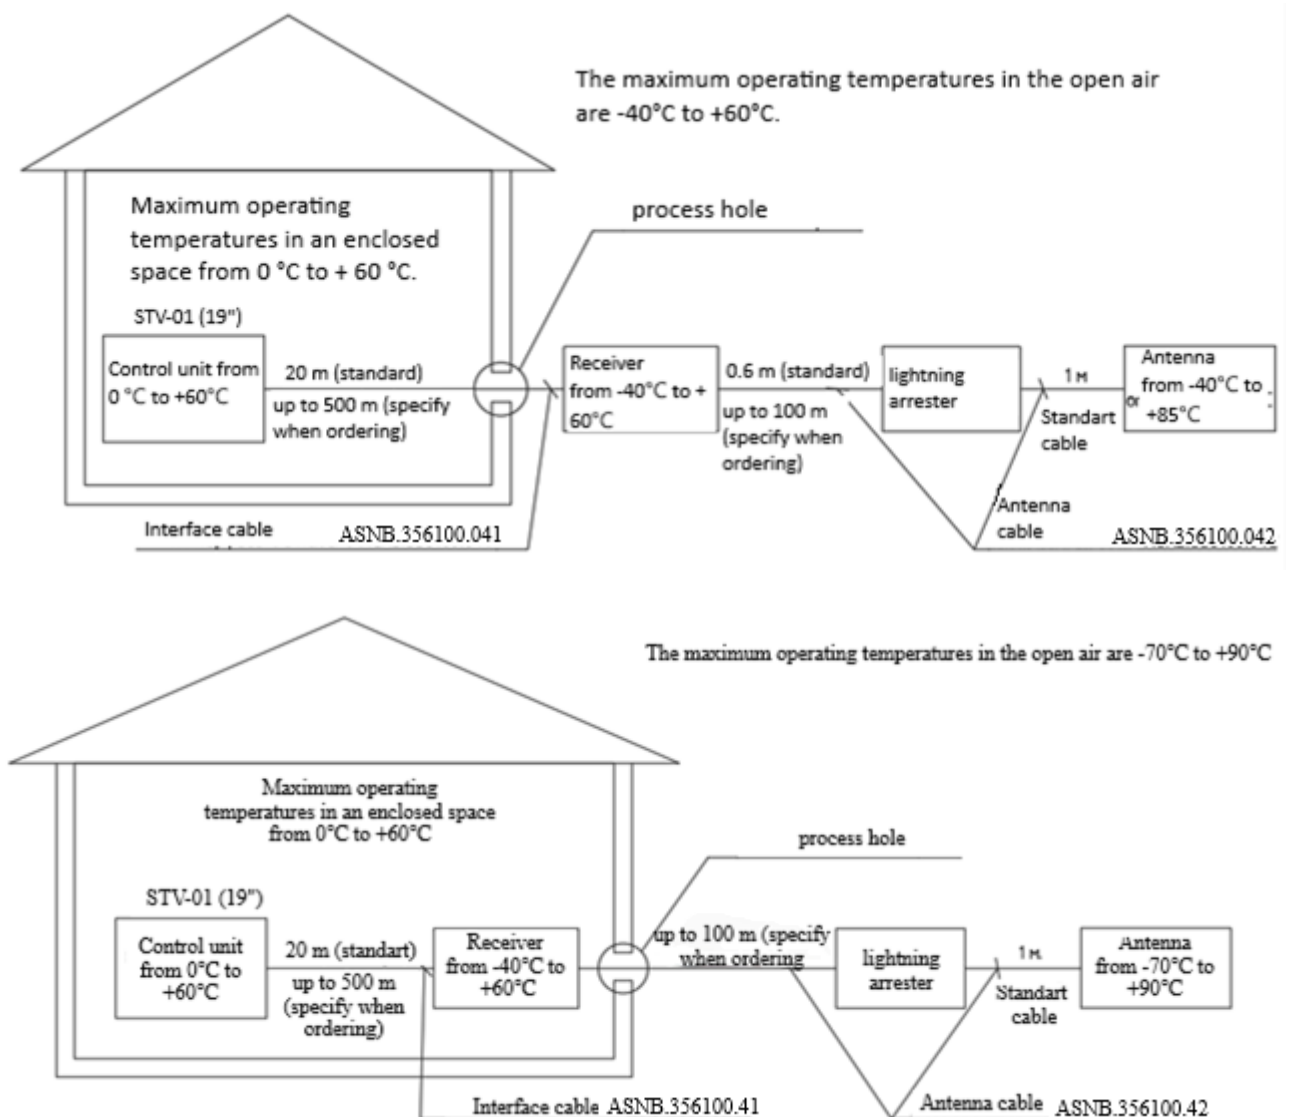 The maximum operating temperatures in the open air
are -40°C to +60°C.
Maximum operating
temperatures in an enclosed
space from 0 °C to + 60 °C.
process hole
STV-01 (19")
Control unit from
0 °C to +60°C
20 m (standard)
up to 500 m (specify
when ordering)
Receiver
from -40°C to +
60°C
0.6 m (standard)
up to 100 m
(specify when
ordering)
lightning
arrester
1 м
Standart
cable
Antenna
from -40°C to
+85°C
Interface cable
ASNB.356100.041
Antenna
cable
ASNB.356100.042
The maximum operating temperatures in the open air are -70°C to +90°C
Maximum operating
temperatures in an enclosed space
from 0°C to +60°C
process hole
STV-01 (19")
Control unit
from 0°C to
+60°C
20 m (standart)
up to 500 m
(specify when
ordering)
Receiver
from -40°C to
+60°C
up to 100 m (specify
when ordering
lightning
arrester
1 м.
Standart
cable
Antenna
from -70°C to
+90°C
Interface cable ASNB.356100.41
Antenna cable ASNB.356100.42